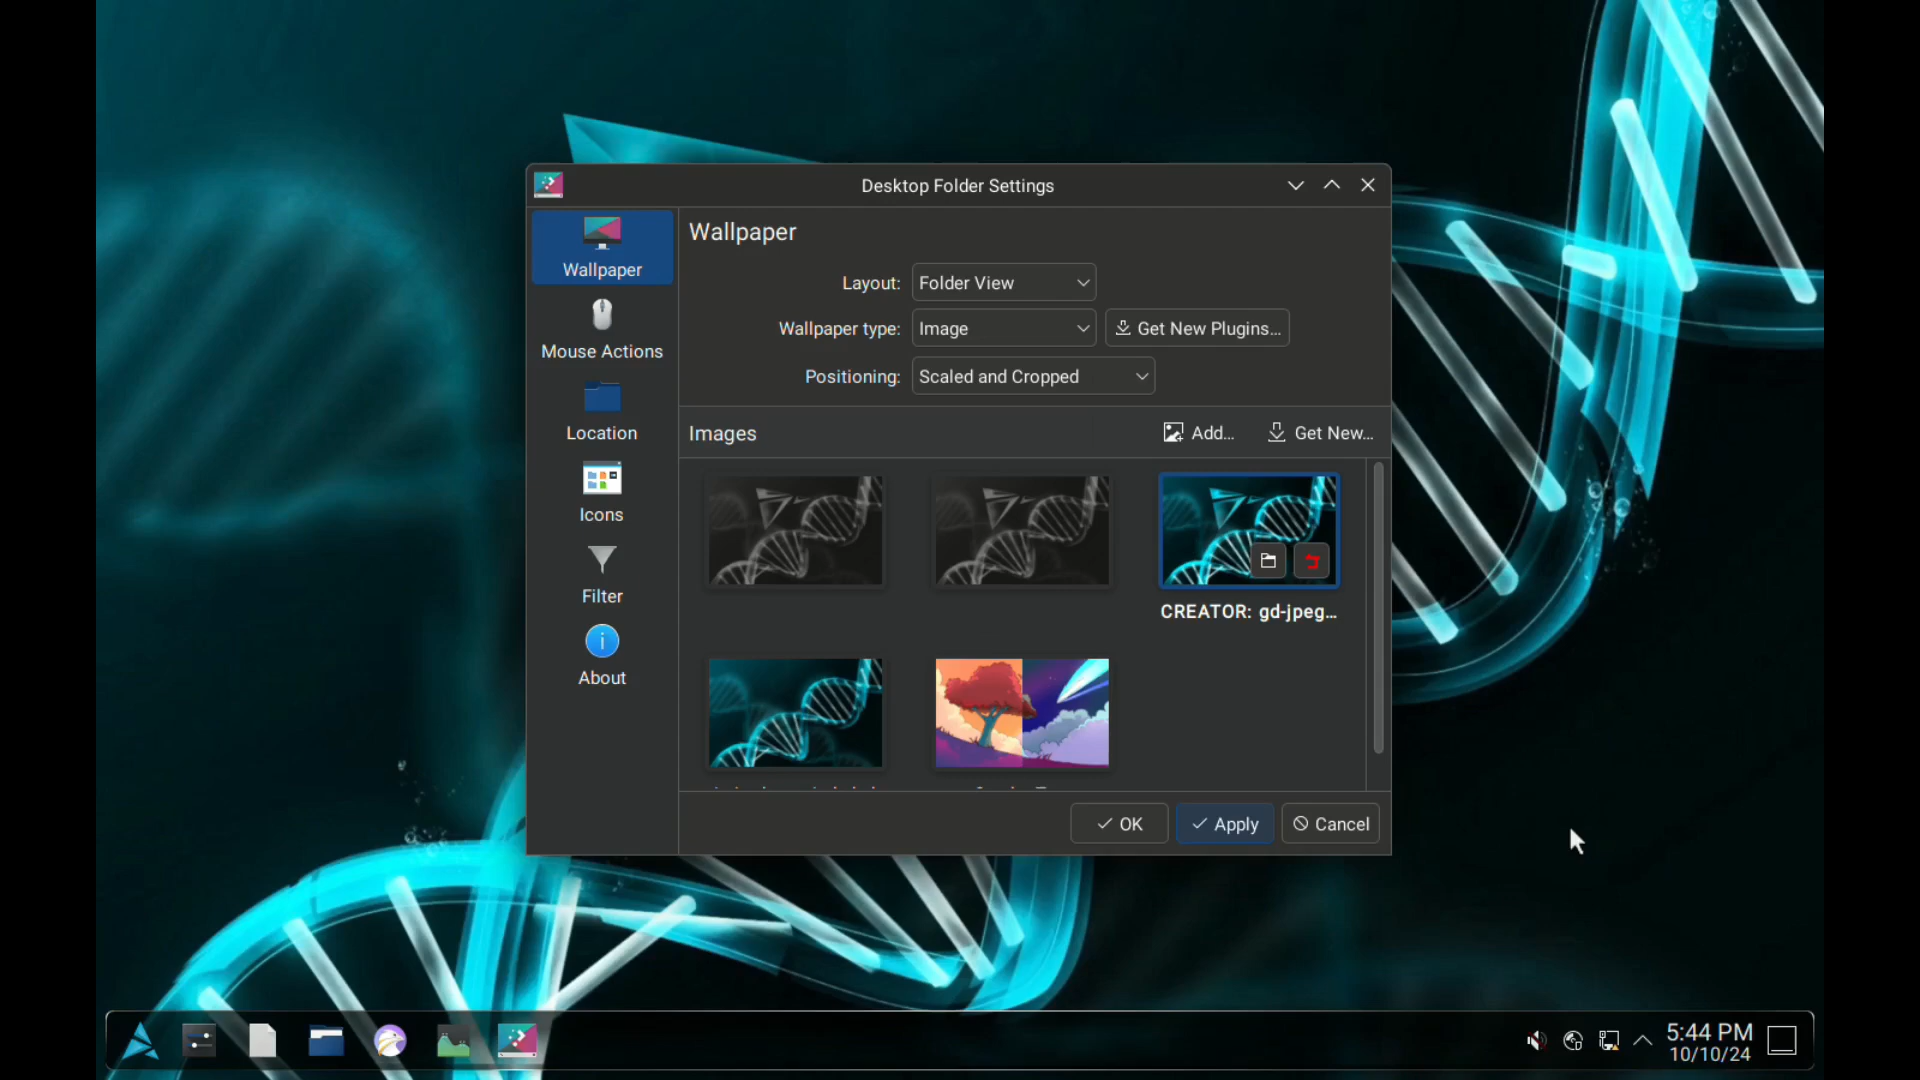 Desktop Folder Settings
Wallpaper
Mouse Actions
Location
Icons
Filter
About
Wallpaper
Layout: Folder View
Wallpaper type: Image Get New Plugins...
Positioning: Scaled and Cropped
Images Add... Get New...
CREATOR: gd-jpeg...
OK Apply Cancel
5:44 PM
10/10/24